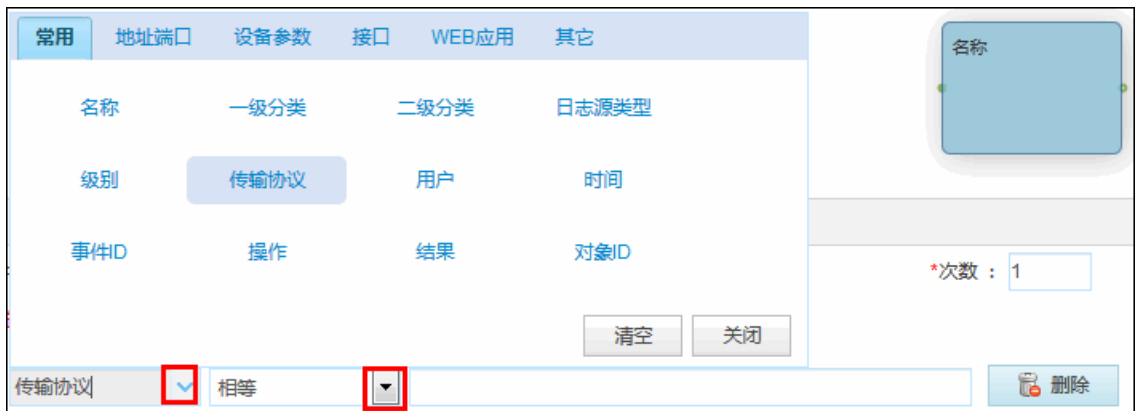 常用 地址端口 设备参数 接口 WEB应用 其它
名称
名称 一级分类 二级分类 日志源类型
级别 传输协议 用户 时间
事件ID 操作 结果 对象ID
*次数 : 1
清空 关闭
传输协议 相等 删除